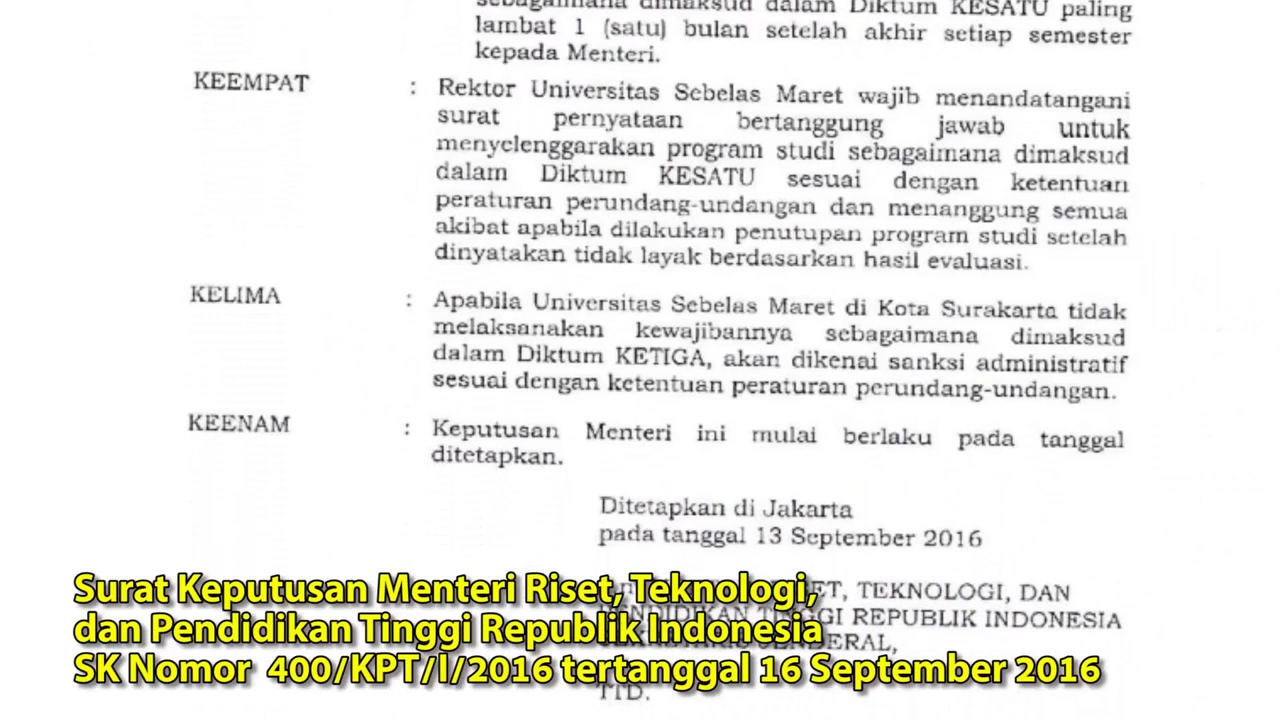 sebagaimana dimaksud dalam Diktum KESATU paling
lambat 1 (satu) bulan setelah akhir setiap semester
kepada Menteri.
KEEMPAT : Rektor Universitas Sebelas Maret wajib menandatangani
surat pernyataan bertanggung jawab untuk
menyelenggarakan program studi sebagaimana dimaksud
dalam Diktum KESATU sesuai dengan ketentuan
peraturan perundang-undangan dan menanggung semua
akibat apabila dilakukan penutupan program studi setelah
dinyatakan tidak layak berdasarkan hasil evaluasi.
KELIMA : Apabila Universitas Sebelas Maret di Kota Surakarta tidak
melaksanakan kewajibannya sebagaimana dimaksud
dalam Diktum KETIGA, akan dikenai sanksi administratif
sesuai dengan ketentuan peraturan perundang-undangan.
KEENAM : Keputusan Menteri ini mulai berlaku pada tanggal
ditetapkan.
Ditetapkan di Jakarta
pada tanggal 13 September 2016
TEKNOLOGI, DAN
PENDIDIKAN TINGGI REPUBLIK INDONESIA
TTD.
Surat Keputusan Menteri Riset, Teknologi,
dan Pendidikan Tinggi Republik Indonesia
SK Nomor 400/KPT/I/2016 tertanggal 16 September 2016